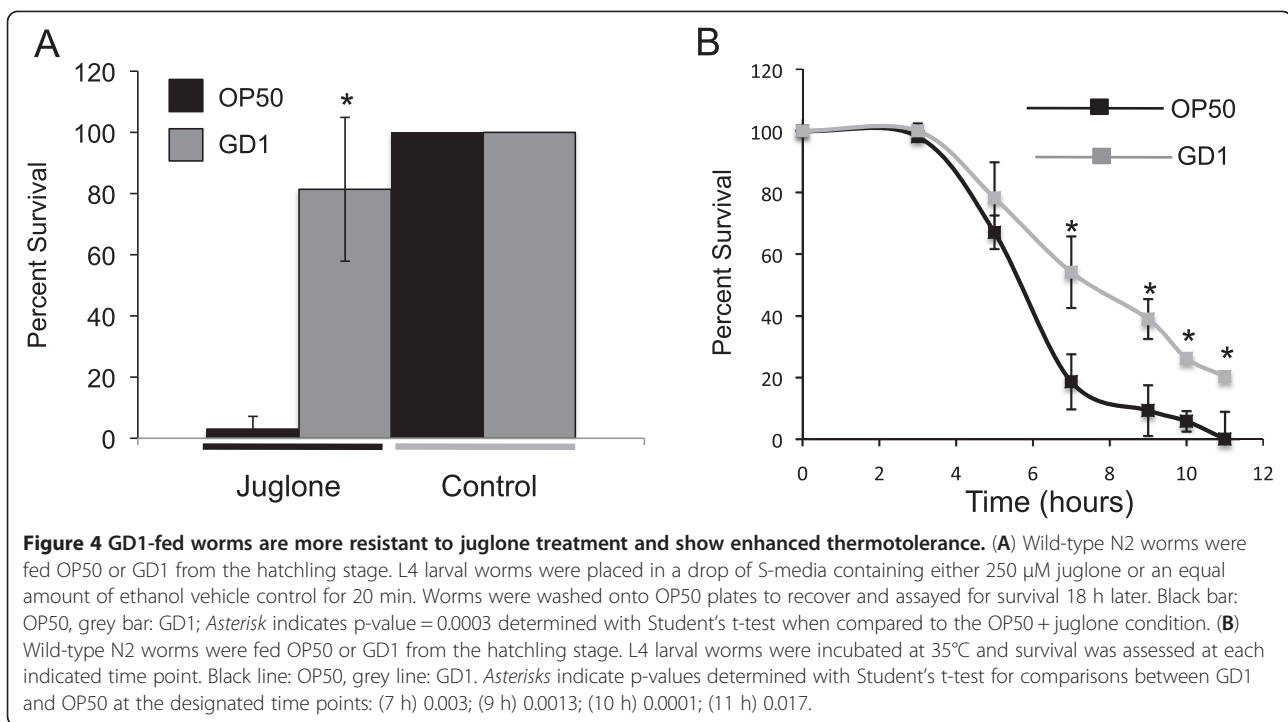 A
120
100
80
60
40
20
0
Percent Survival
OP50
GD1
*
Juglone
Control
B
120
100
80
60
40
20
0
Percent Survival
OP50
GD1
*
*
*
*
0 2 4 6 8 10 12
Time (hours)
Figure 4 GD1-fed worms are more resistant to juglone treatment and show enhanced thermotolerance. (A) Wild-type N2 worms were
fed OP50 or GD1 from the hatchling stage. L4 larval worms were placed in a drop of S-media containing either 250 μM juglone or an equal
amount of ethanol vehicle control for 20 min. Worms were washed onto OP50 plates to recover and assayed for survival 18 h later. Black bar:
OP50, grey bar: GD1; Asterisk indicates p-value = 0.0003 determined with Student's t-test when compared to the OP50 + juglone condition. (B)
Wild-type N2 worms were fed OP50 or GD1 from the hatchling stage. L4 larval worms were incubated at 35°C and survival was assessed at each
indicated time point. Black line: OP50, grey line: GD1. Asterisks indicate p-values determined with Student's t-test for comparisons between GD1
and OP50 at the designated time points: (7 h) 0.003; (9 h) 0.0013; (10 h) 0.0001; (11 h) 0.017.